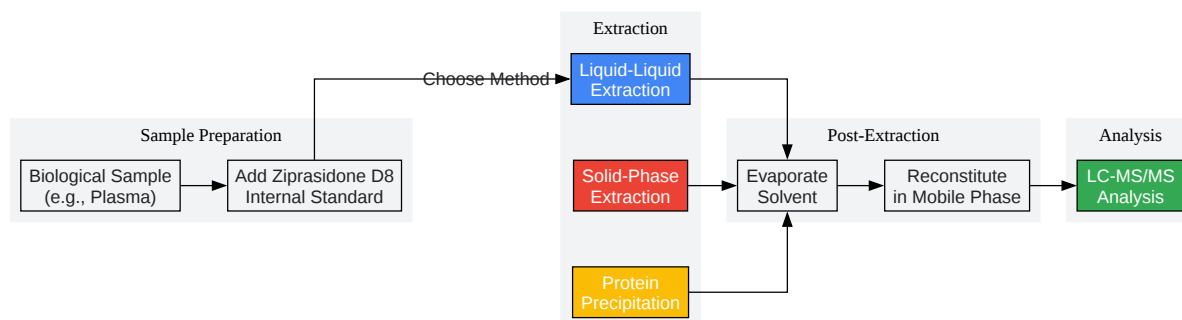 Extraction
Choose Method
Liquid-Liquid
Extraction
Sample Preparation
Biological Sample
(e.g., Plasma)
Add Ziprasidone D8
Internal Standard
Solid-Phase
Extraction
Protein
Precipitation
Post-Extraction
Evaporate
Solvent
Reconstitute
in Mobile Phase
Analysis
LC-MS/MS
Analysis